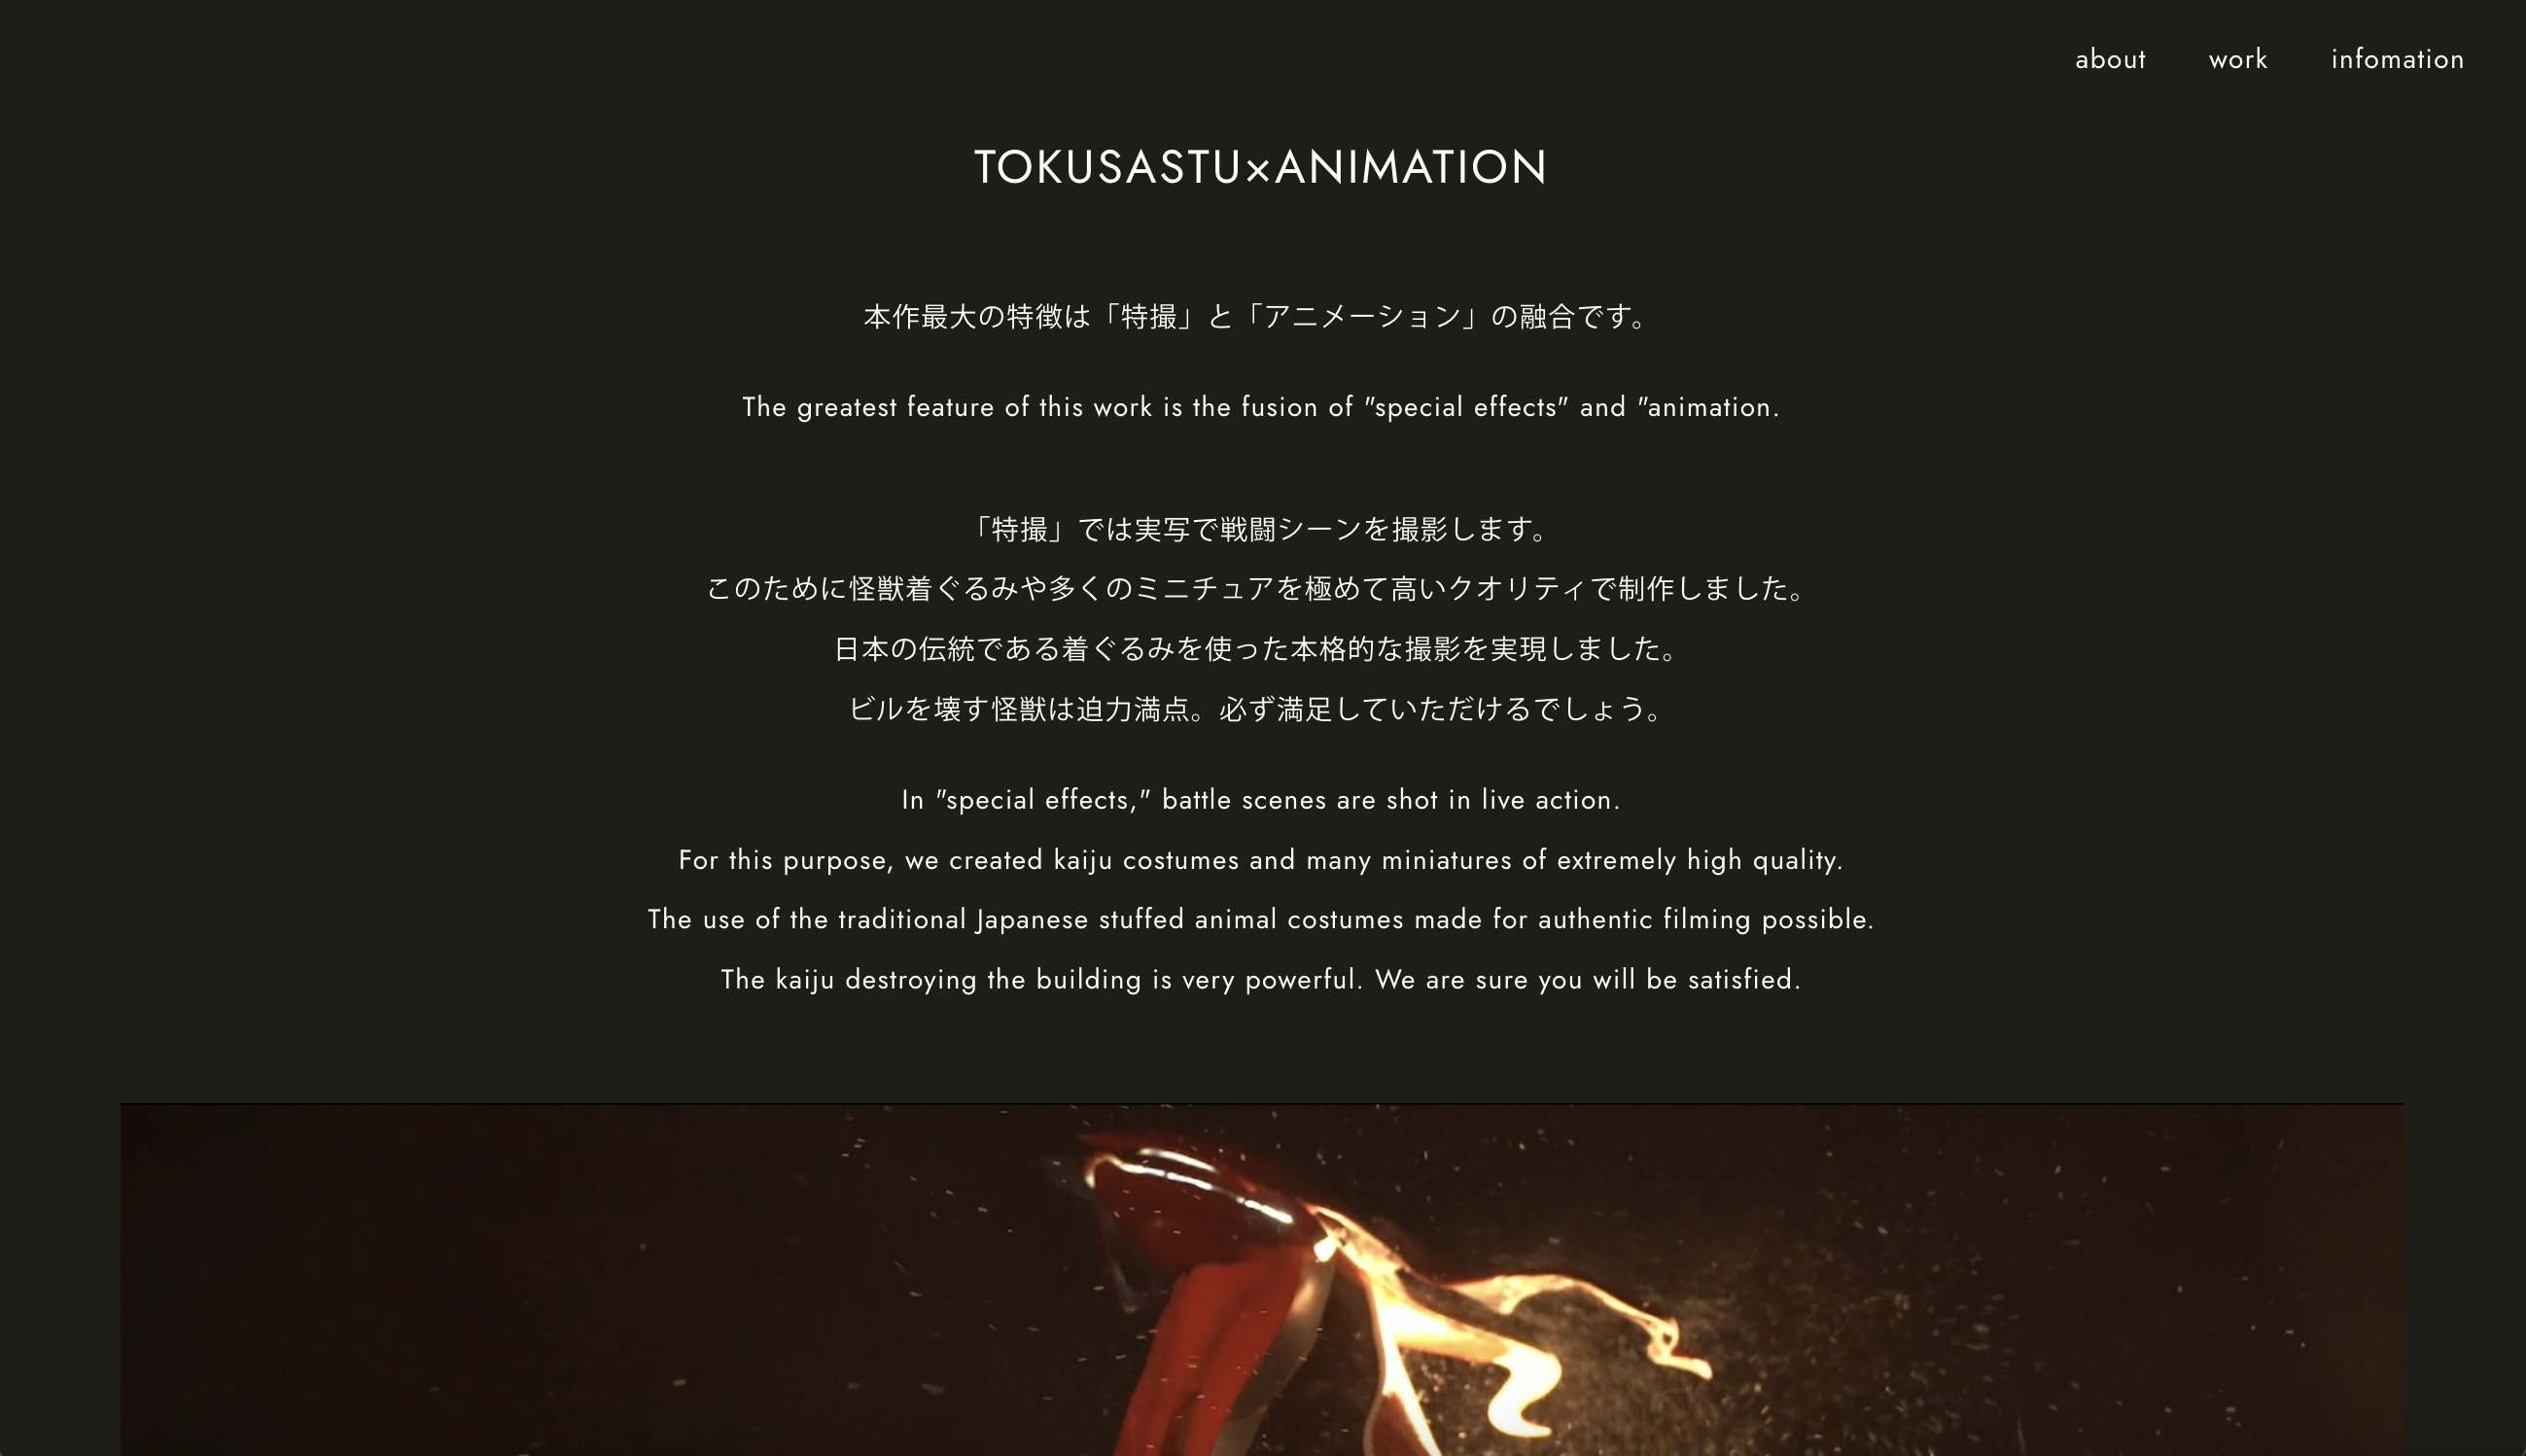 about work infomation
TOKUSASTU×ANIMATION
本作最大の特徴は「特撮」と「アニメーション」の融合です。
The greatest feature of this work is the fusion of "special effects" and "animation.
「特撮」では実写で戦闘シーンを撮影します。
このために怪獣着ぐるみや多くのミニチュアを極めて高いクオリティで制作しました。
日本の伝統である着ぐるみを使った本格的な撮影を実現しました。
ビルを壊す怪獣は迫力満点。必ず満足していただけるでしょう。
In "special effects," battle scenes are shot in live action.
For this purpose, we created kaiju costumes and many miniatures of extremely high quality.
The use of the traditional Japanese stuffed animal costumes made for authentic filming possible.
The kaiju destroying the building is very powerful. We are sure you will be satisfied.